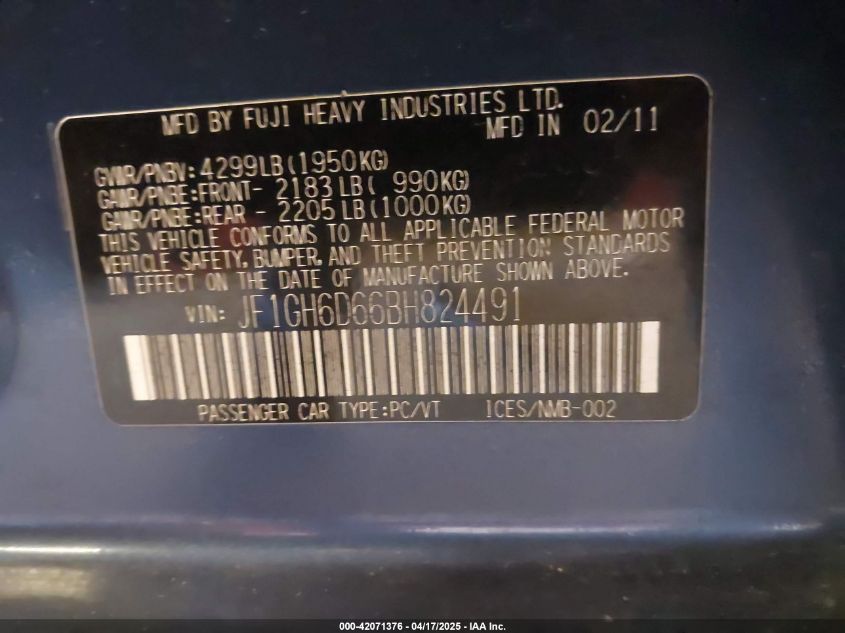 MFD BY FUJI HEAVY INDUSTRIES LTD.
MFD IN 02/11
GVWR/PNBV: 4299LB(1950KG)
GAWR/PNBE:FRONT- 2183LB( 990KG)
GAWR/PNBE:REAR - 2205LB(1000KG)
THIS VEHICLE CONFORMS TO ALL APPLICABLE FEDERAL MOTOR
VEHICLE SAFETY, BUMPER, AND THEFT PREVENTION STANDARDS
IN EFFECT ON THE DATE OF MANUFACTURE SHOWN ABOVE.
VIN: JF1GH6D66BH824491
PASSENGER CAR TYPE:PC/VT ICES/NMB-002
000-42071376 - 04/17/2025 - IAA Inc.